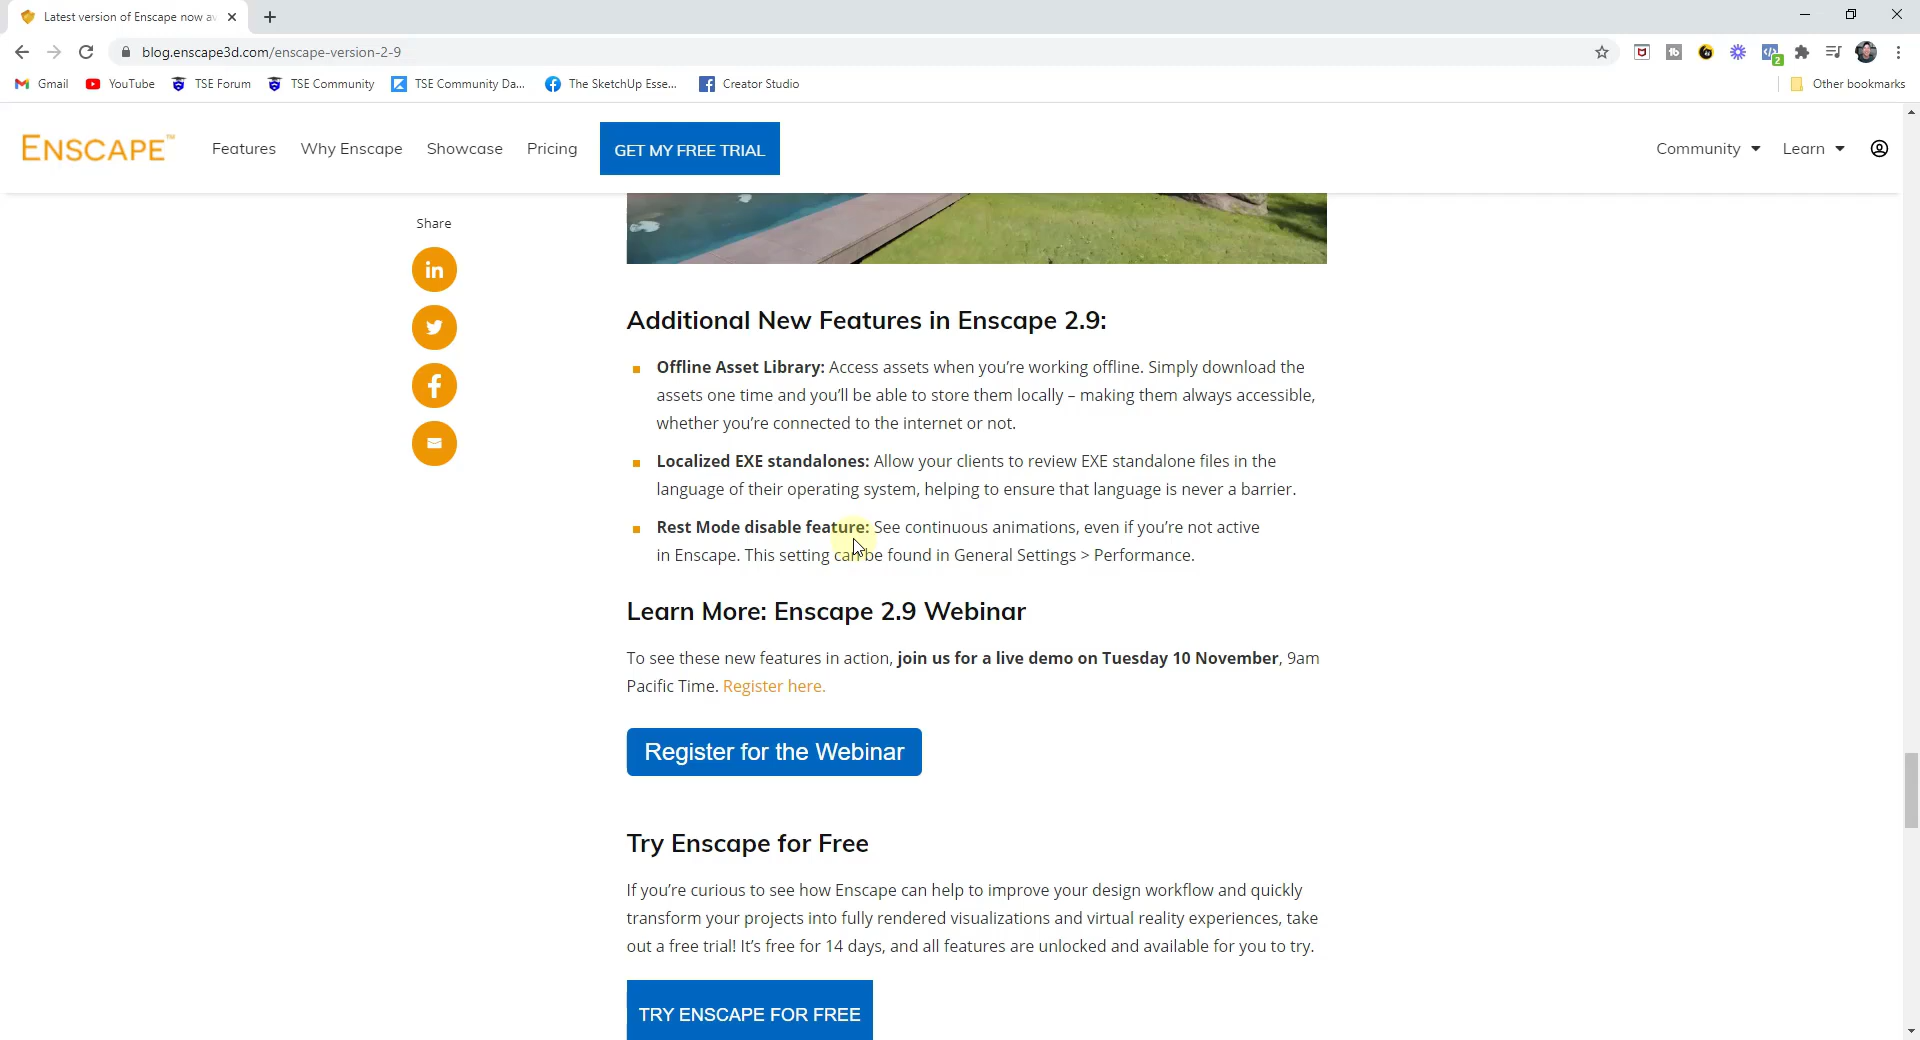 Latest version of Enscape now av
blog.enscape3d.com/enscape-version-2-9
Gmail YouTube TSE Forum TSE Community TSE Community Da... The SketchUp Esse... Creator Studio Other bookmarks
ENSCAPE™ Features Why Enscape Showcase Pricing GET MY FREE TRIAL Community Learn
Share
Additional New Features in Enscape 2.9:
Offline Asset Library: Access assets when you’re working offline. Simply download the
assets one time and you’ll be able to store them locally – making them always accessible,
whether you’re connected to the internet or not.
Localized EXE standalones: Allow your clients to review EXE standalone files in the
language of their operating system, helping to ensure that language is never a barrier.
Rest Mode disable feature: See continuous animations, even if you’re not active
in Enscape. This setting can be found in General Settings > Performance.
Learn More: Enscape 2.9 Webinar
To see these new features in action, join us for a live demo on Tuesday 10 November, 9am
Pacific Time. Register here.
Register for the Webinar
Try Enscape for Free
If you’re curious to see how Enscape can help to improve your design workflow and quickly
transform your projects into fully rendered visualizations and virtual reality experiences, take
out a free trial! It’s free for 14 days, and all features are unlocked and available for you to try.
TRY ENSCAPE FOR FREE